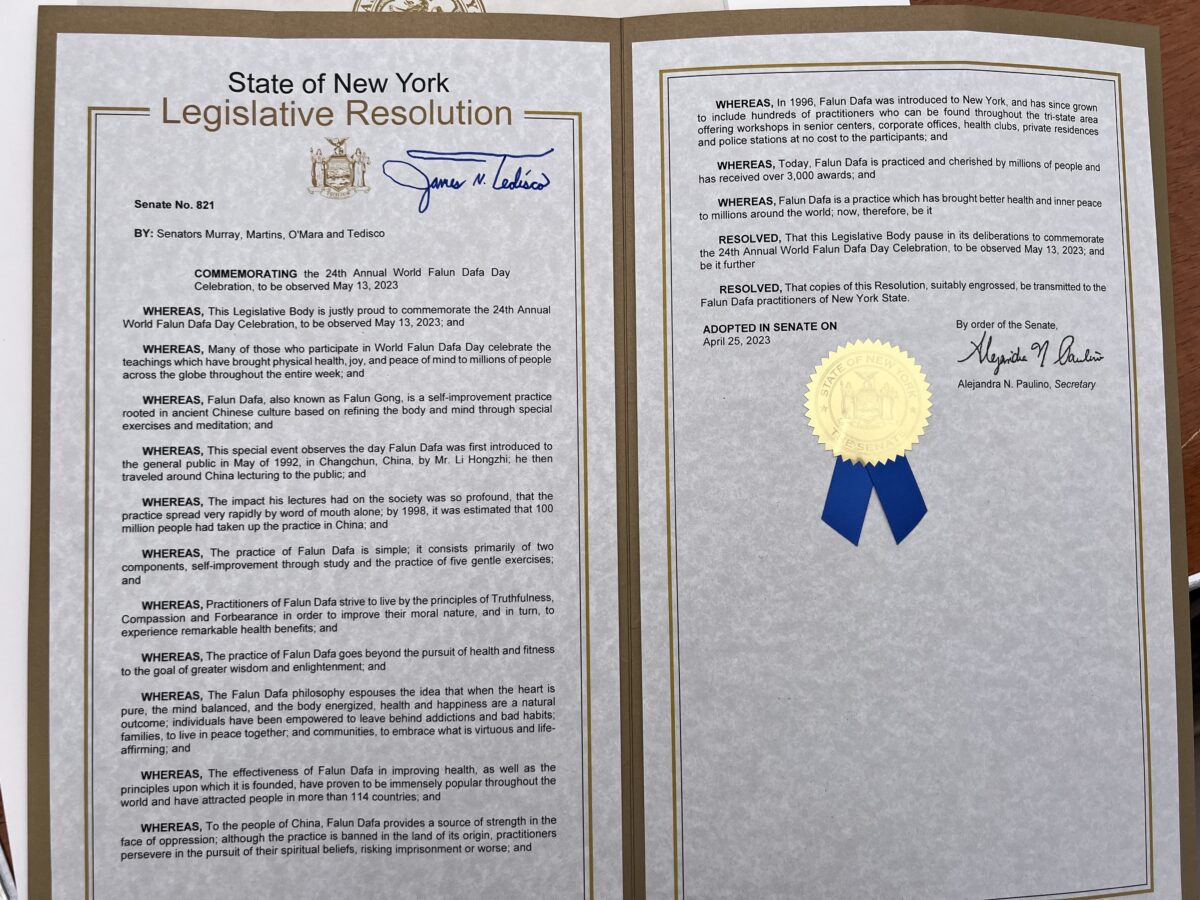 State of New York
Legislative Resolution
James N. Tedisco
Senate No. 821
BY: Senators Murray, Martins, O'Mara and Tedisco
COMMEMORATING the 24th Annual World Falun Dafa Day
Celebration, to be observed May 13, 2023
WHEREAS, This Legislative Body is justly proud to commemorate the 24th Annual
World Falun Dafa Day Celebration, to be observed May 13, 2023; and
WHEREAS, Many of those who participate in World Falun Dafa Day celebrate the
teachings which have brought physical health, joy, and peace of mind to millions of people
across the globe throughout the entire week; and
WHEREAS, Falun Dafa, also known as Falun Gong, is a self-improvement practice
rooted in ancient Chinese culture based on refining the body and mind through special
exercises and meditation; and
WHEREAS, This special event observes the day Falun Dafa was first introduced to
the general public in May of 1992, in Changchun, China, by Mr. Li Hongzhi; he then
traveled around China lecturing to the public; and
WHEREAS, The impact his lectures had on the society was so profound, that the
practice spread very rapidly by word of mouth alone; by 1998, it was estimated that 100
million people had taken up the practice in China; and
WHEREAS, The practice of Falun Dafa is simple; it consists primarily of two
components, self-improvement through study and the practice of five gentle exercises;
and
WHEREAS, Practitioners of Falun Dafa strive to live by the principles of Truthfulness,
Compassion and Forbearance in order to improve their moral nature, and in turn, to
experience remarkable health benefits; and
WHEREAS, The practice of Falun Dafa goes beyond the pursuit of health and fitness
to the goal of greater wisdom and enlightenment; and
WHEREAS, The Falun Dafa philosophy espouses the idea that when the heart is
pure, the mind balanced, and the body energized, health and happiness are a natural
outcome; individuals have been empowered to leave behind addictions and bad habits;
families, to live in peace together; and communities, to embrace what is virtuous and life-
affirming; and
WHEREAS, The effectiveness of Falun Dafa in improving health, as well as the
principles upon which it is founded, have proven to be immensely popular throughout the
world and have attracted people in more than 114 countries; and
WHEREAS, To the people of China, Falun Dafa provides a source of strength in the
face of oppression; although the practice is banned in the land of its origin, practitioners
persevere in the pursuit of their spiritual beliefs, risking imprisonment or worse; and
WHEREAS, In 1996, Falun Dafa was introduced to New York, and has since grown
to include hundreds of practitioners who can be found throughout the tri-state area
offering workshops in senior centers, corporate offices, health clubs, private residences
and police stations at no cost to the participants; and
WHEREAS, Today, Falun Dafa is practiced and cherished by millions of people and
has received over 3,000 awards; and
WHEREAS, Falun Dafa is a practice which has brought better health and inner peace
to millions around the world; now, therefore, be it
RESOLVED, That this Legislative Body pause in its deliberations to commemorate
the 24th Annual World Falun Dafa Day Celebration, to be observed May 13, 2023; and
be it further
RESOLVED, That copies of this Resolution, suitably engrossed, be transmitted to the
Falun Dafa practitioners of New York State.
ADOPTED IN SENATE ON
April 25, 2023
By order of the Senate,
Alejandra N Paulino
Alejandra N. Paulino, Secretary
STATE OF NEW YORK
THE SENATE